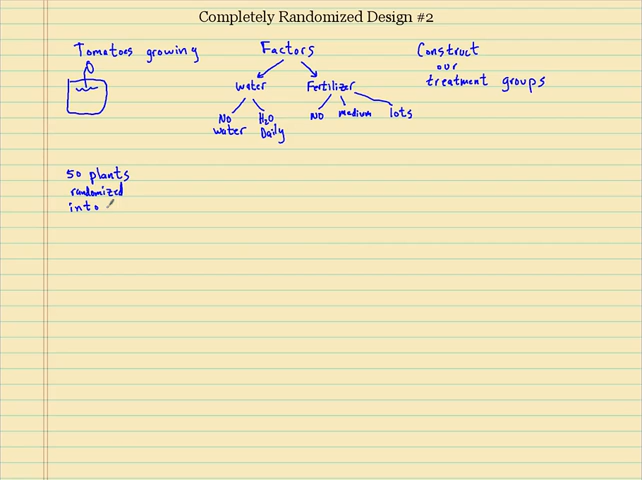 Completely Randomized Design #2
Tomatoes growing
Factors
Construct
our
treatment groups
Water
Fertilizer
No
Water
H2O
Daily
NO
medium
lots
50 plants
randomized
into